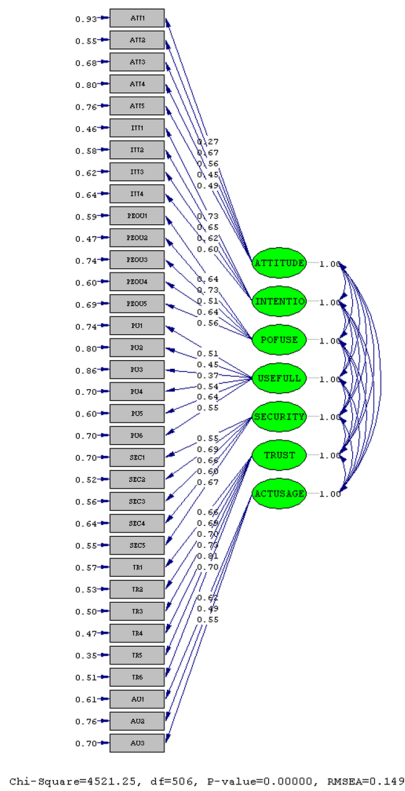 0.93 ATT1
0.55 ATT2
0.68 ATT3
0.80 ATT4
0.76 ATT5
0.46 ITT1
0.58 ITT2
0.62 ITT3
0.64 ITT4
0.59 PEOU1
0.47 PEOU2
0.74 PEOU3
0.60 PEOU4
0.69 PEOU5
0.74 PU1
0.80 PU2
0.86 PU3
0.70 PU4
0.60 PU5
0.70 PU6
0.70 SEC1
0.52 SEC2
0.56 SEC3
0.64 SEC4
0.55 SEC5
0.57 TR1
0.53 TR2
0.50 TR3
0.47 TR4
0.35 TR5
0.51 TR6
0.61 AU1
0.76 AU2
0.70 AU3
0.27
0.67
0.56
0.45
0.49
0.73
0.65
0.62
0.60
0.64
0.73
0.51
0.64
0.56
0.51
0.45
0.37
0.54
0.64
0.55
0.55
0.69
0.66
0.60
0.67
0.66
0.69
0.70
0.73
0.81
0.70
0.62
0.49
0.55
ATTITUDE 1.00
INTENTIO 1.00
POFUSE 1.00
USEFULL 1.00
SECURITY 1.00
TRUST 1.00
ACTUSAGE 1.00
Chi-Square=4521.25, df=506, P-value=0.00000, RMSEA=0.149